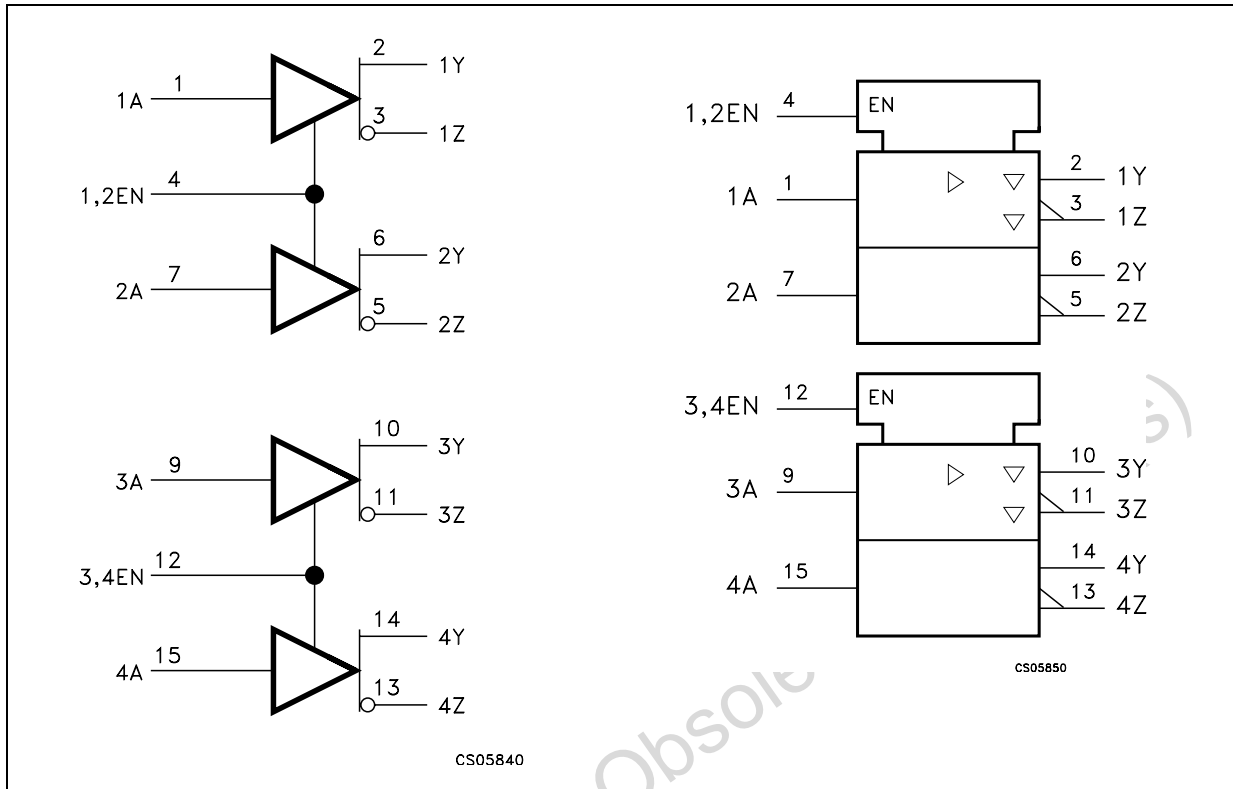 1A 1 2 1Y
3 1Z
1,2EN 4
2A 7 6 2Y
5 2Z
3A 9 10 3Y
11 3Z
3,4EN 12
4A 15 14 4Y
13 4Z
CS05840
1,2EN 4 EN
1A 1 2 1Y
3 1Z
2A 7 6 2Y
5 2Z
3,4EN 12 EN
3A 9 10 3Y
11 3Z
4A 15 14 4Y
13 4Z
CS05850